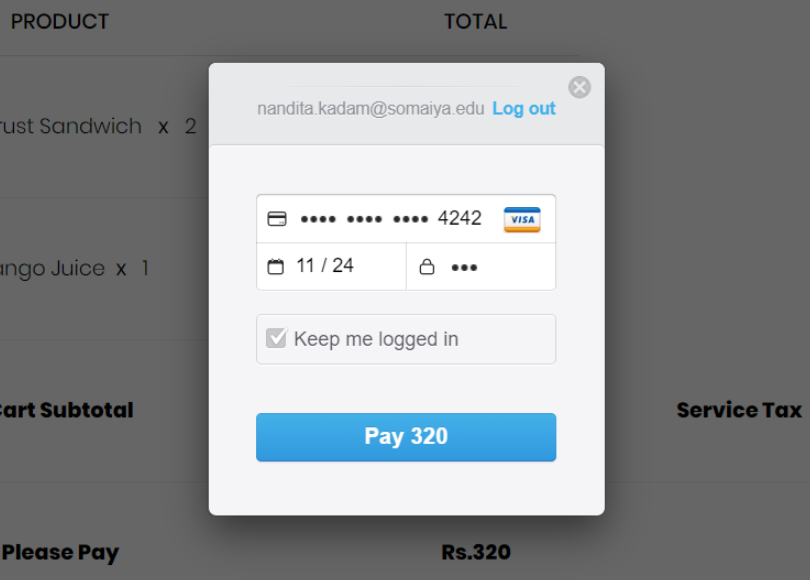 PRODUCT TOTAL
nandita.kadam@somaiya.edu Log out
rust Sandwich x 2
•••• •••• •••• 4242 VISA
11 / 24 •••
ango Juice x 1
Keep me logged in
Cart Subtotal Service Tax
Pay 320
Please Pay Rs.320